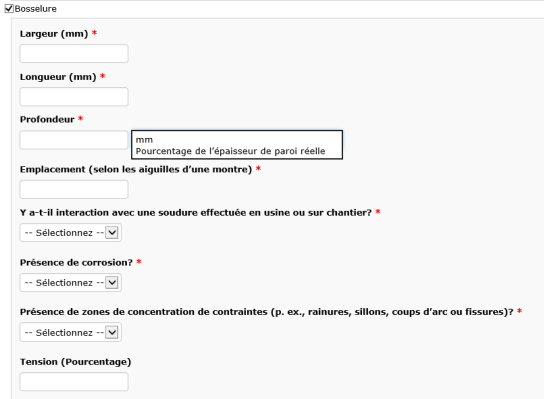 Bosselure
Largeur (mm) *
Longueur (mm) *
Profondeur *
mm
Pourcentage de l'épaisseur de paroi réelle
Emplacement (selon les aiguilles d'une montre) *
Y a-t-il interaction avec une soudure effectuée en usine ou sur chantier? *
-- Sélectionnez --
Présence de corrosion? *
-- Sélectionnez --
Présence de zones de concentration de contraintes (p. ex., rainures, sillons, coups d'arc ou fissures)? *
-- Sélectionnez --
Tension (Pourcentage)